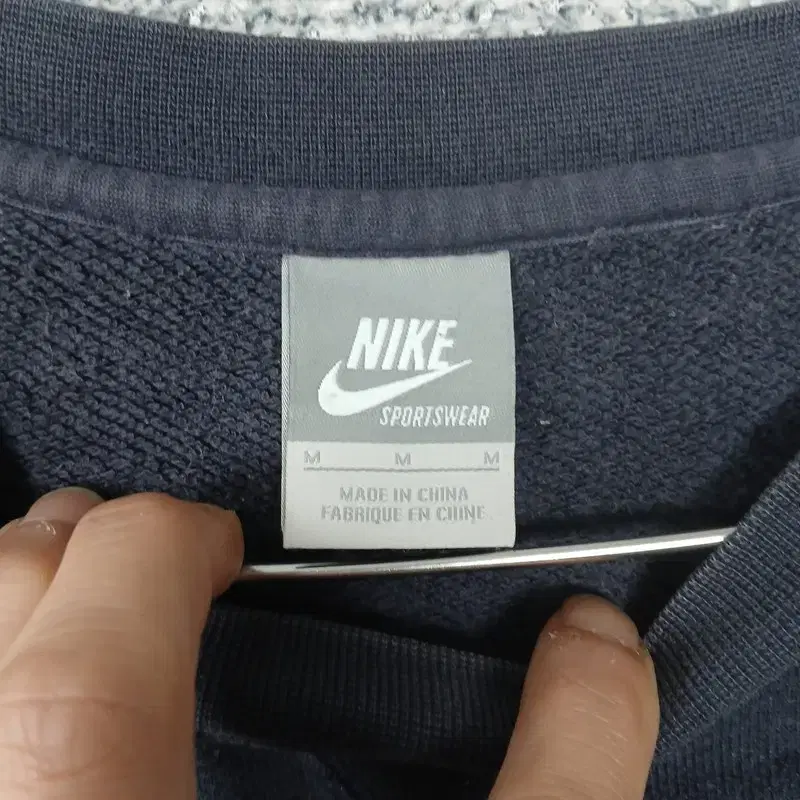 NIKE
SPORTSWEAR
M M M
MADE IN CHINA
FABRIQUE EN CHINE